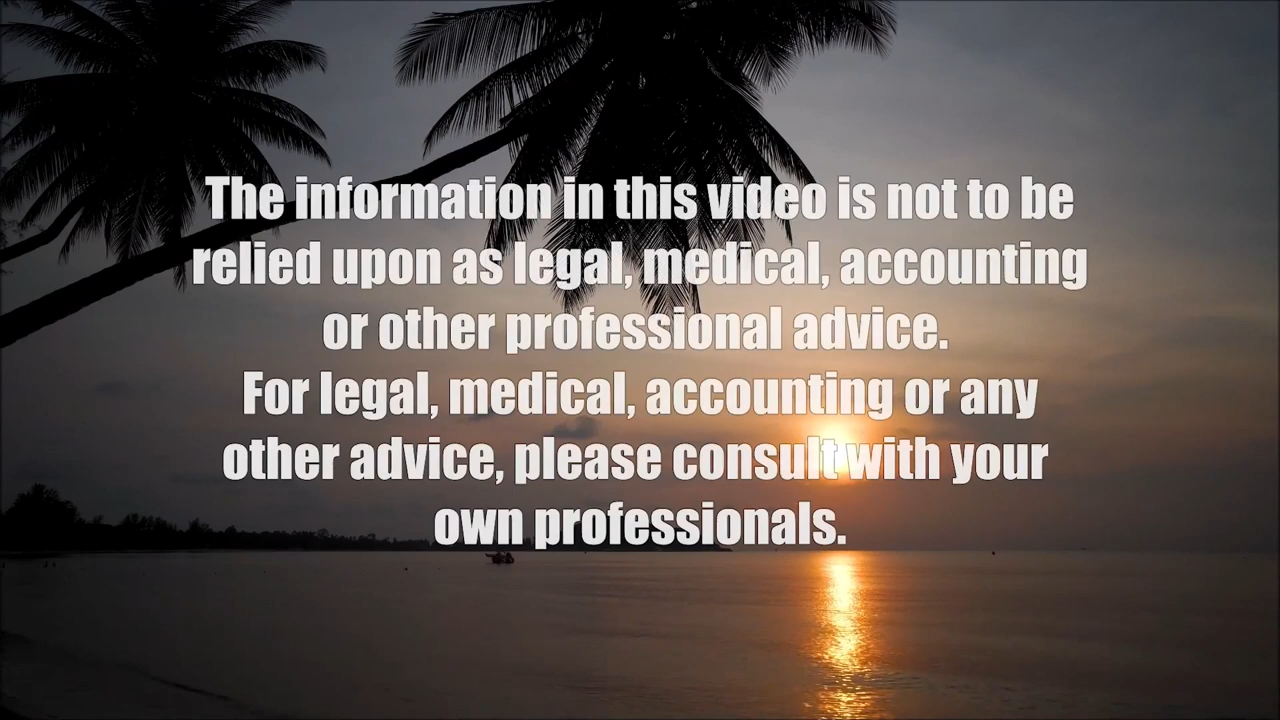 The information in this video is not to be
relied upon as legal, medical, accounting
or other professional advice.
For legal, medical, accounting or any
other advice, please consult with your
own professionals.